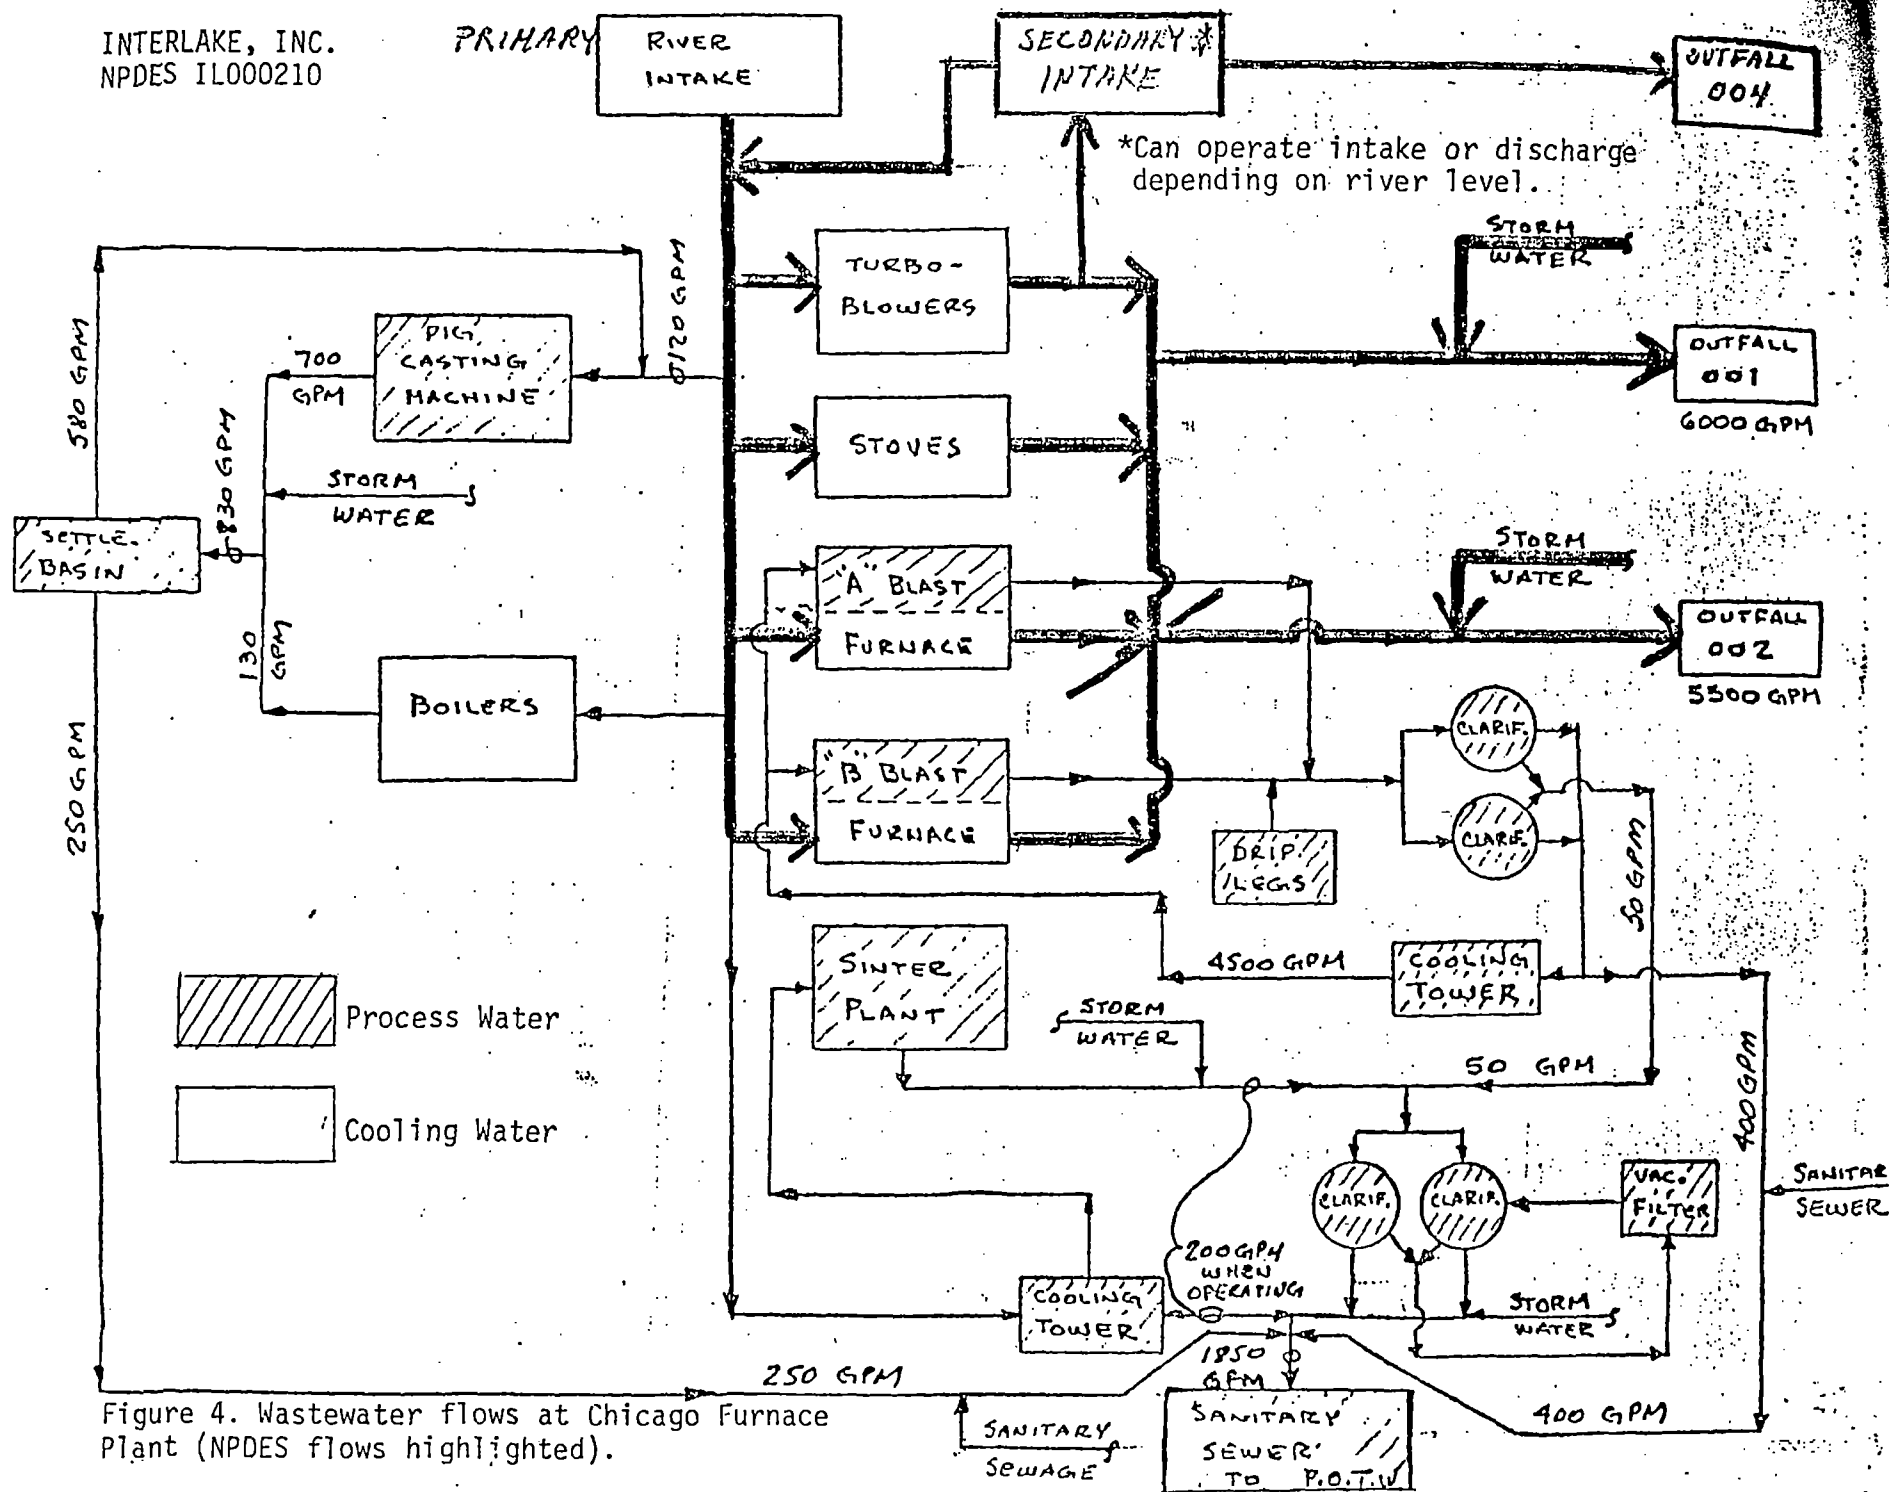 INTERLAKE, INC.
NPDES IL000210
PRIMARY
RIVER
INTAKE
SECONDARY *
INTAKE
OUTFALL
004
*Can operate intake or discharge
depending on river level.
STORM
WATER
TURBO-
BLOWERS
120 GPM
580 GPM
PIG
CASTING
MACHINE
700
GPM
OUTFALL
001
6000 GPM
STOVES
830 GPM
STORM
WATER
SETTLE.
BASIN
STORM
WATER
"A" BLAST
FURNACE
OUTFALL
002
5500 GPM
130
GPM
BOILERS
250 GPM
CLARIF.
CLARIF.
"B" BLAST
FURNACE
DRIP
LEGS
50 GPM
SINTER
PLANT
4500 GPM
COOLING
TOWER
Process Water
STORM
WATER
50 GPM
400 GPM
Cooling Water
CLARIF.
CLARIF.
VAC.
FILTER
SANITAR
SEWER
200 GPM
WHEN
OPERATING
COOLING
TOWER
STORM
WATER
1850
GPM
250 GPM
400 GPM
Figure 4. Wastewater flows at Chicago Furnace
Plant (NPDES flows highlighted).
SANITARY
SEWAGE
SANITARY
SEWER
TO P.O.T.W